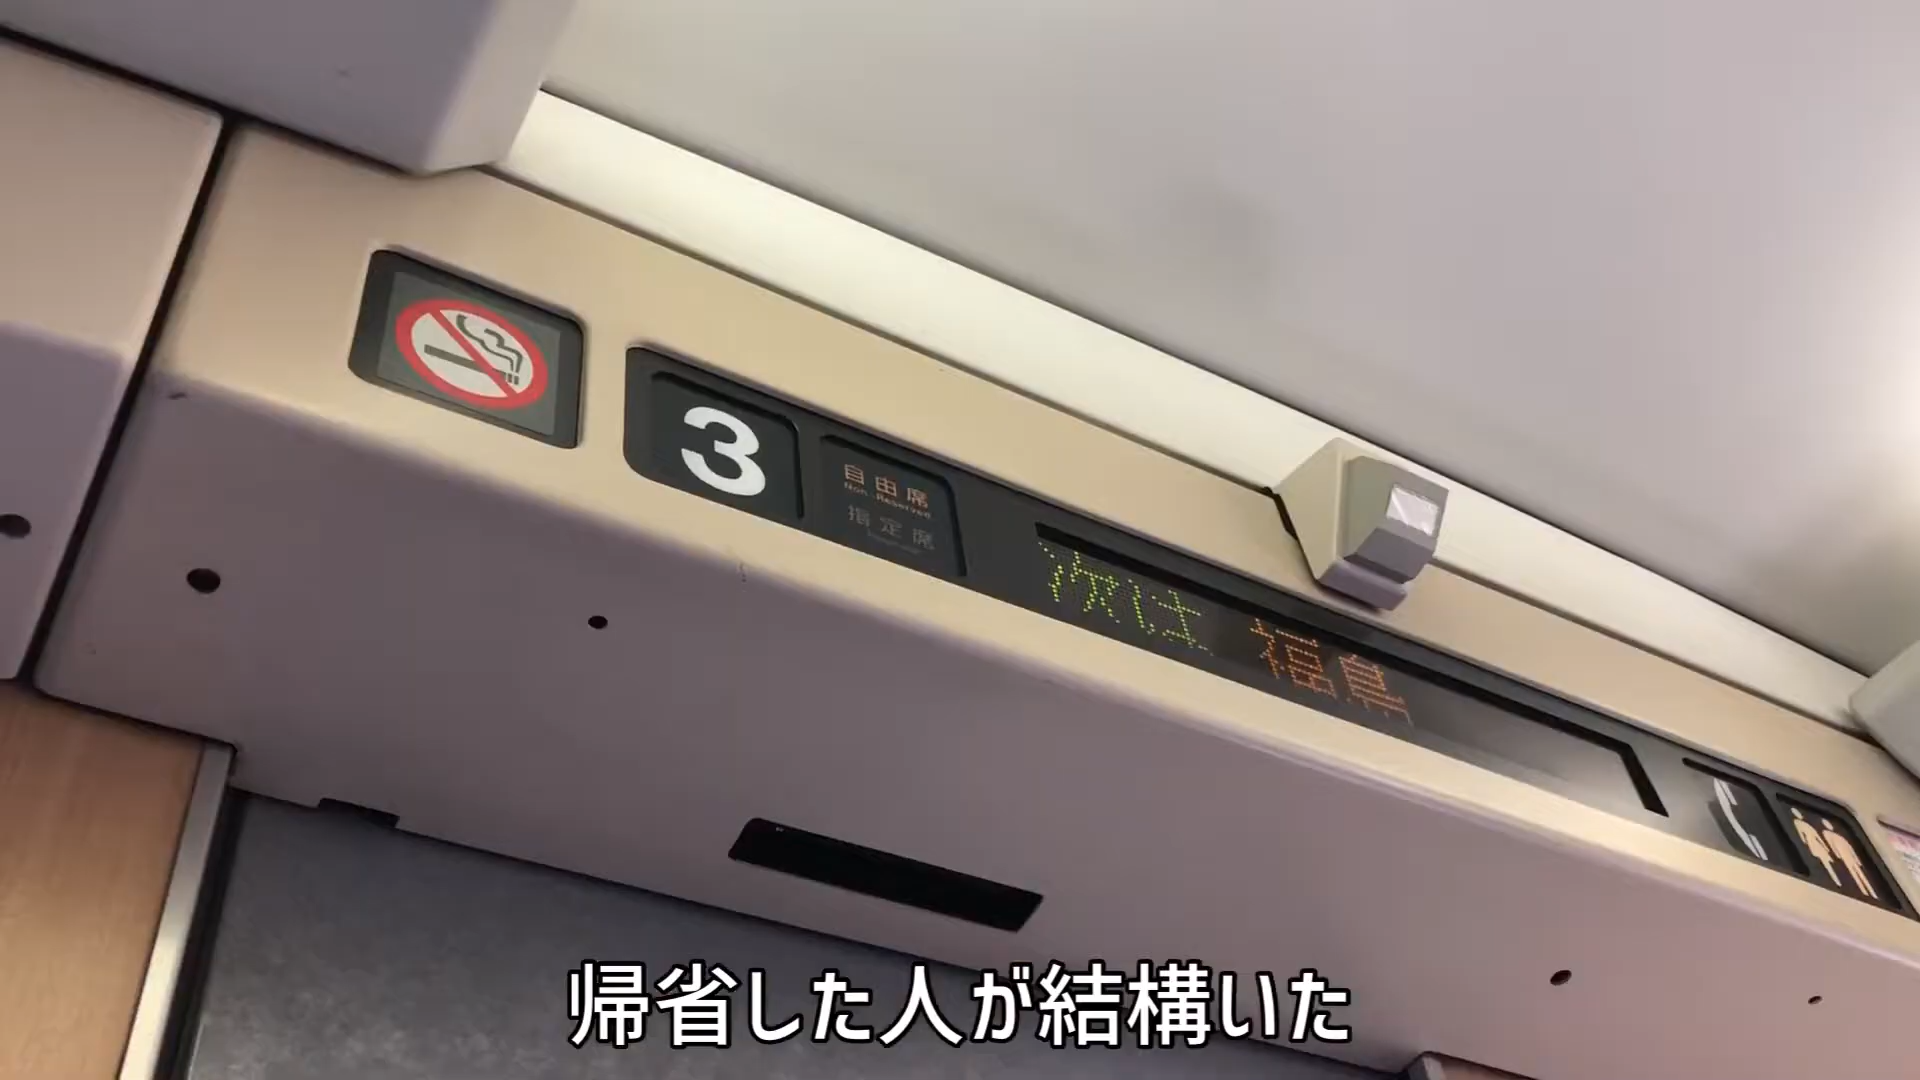 3
自由席
Non-Reserved
指定席
次は 福島
帰省した人が結構いた